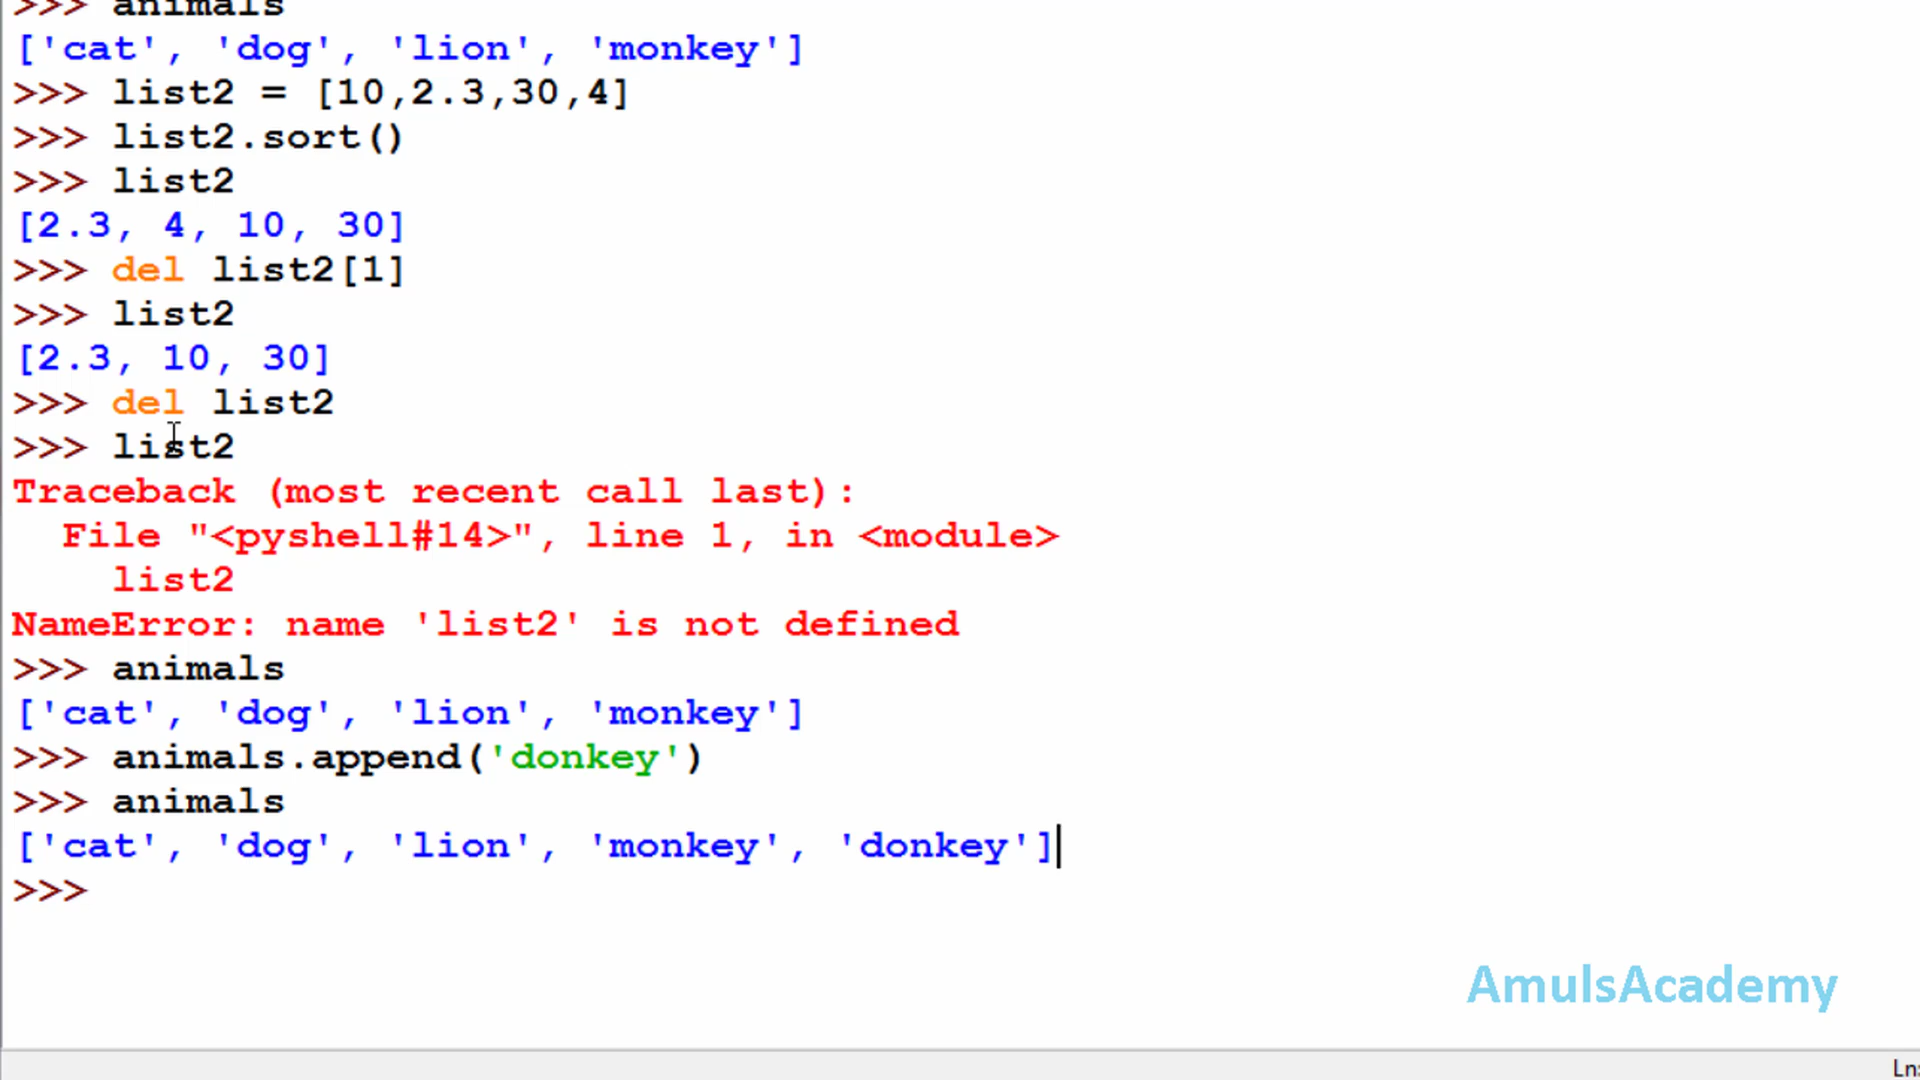 >>> animals
['cat', 'dog', 'lion', 'monkey']
>>> list2 = [10,2.3,30,4]
>>> list2.sort()
>>> list2
[2.3, 4, 10, 30]
>>> del list2[1]
>>> list2
[2.3, 10, 30]
>>> del list2
>>> list2
Traceback (most recent call last):
  File "<pyshell#14>", line 1, in <module>
    list2
NameError: name 'list2' is not defined
>>> animals
['cat', 'dog', 'lion', 'monkey']
>>> animals.append('donkey')
>>> animals
['cat', 'dog', 'lion', 'monkey', 'donkey']
>>>
AmulsAcademy
Ln: